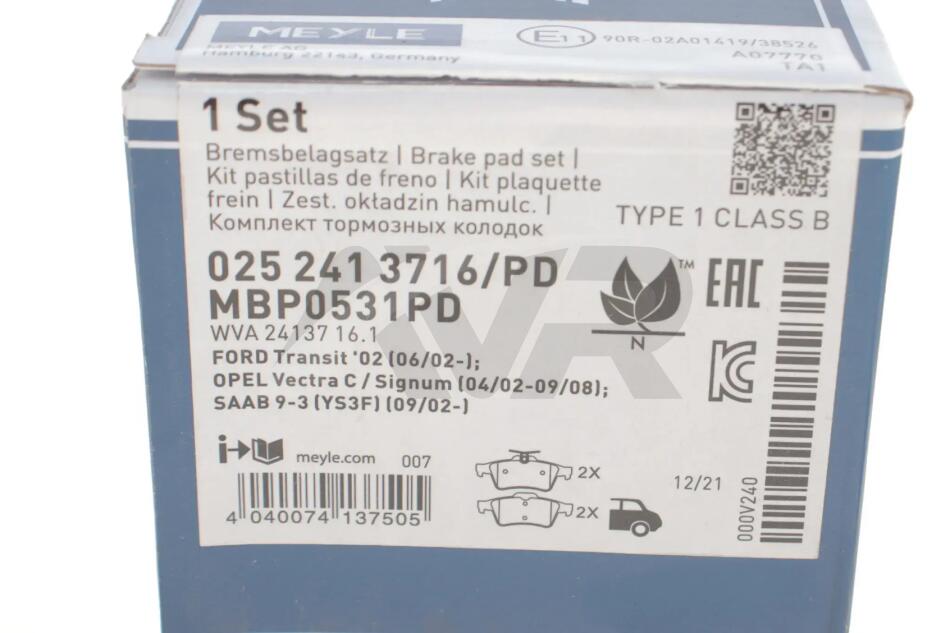 MEYLE
MEYLE AG
Hamburg 22143, Germany
E11 90R-02A01419/38526
A07770
TA1
1 Set
Bremsbelagsatz | Brake pad set |
Kit pastillas de freno | Kit plaquette
frein | Zest. okładzin hamulc. |
Комплект тормозных колодок
TYPE 1 CLASS B
025 241 3716/PD
MBP0531PD
WVA 24137 16.1
FORD Transit '02 (06/02-);
OPEL Vectra C / Signum (04/02-09/08);
SAAB 9-3 (YS3F) (09/02-)
TM
N
EAC
KC
i
meyle.com
007
4 040074 137505
2X
2X
12/21
000V240
IVR